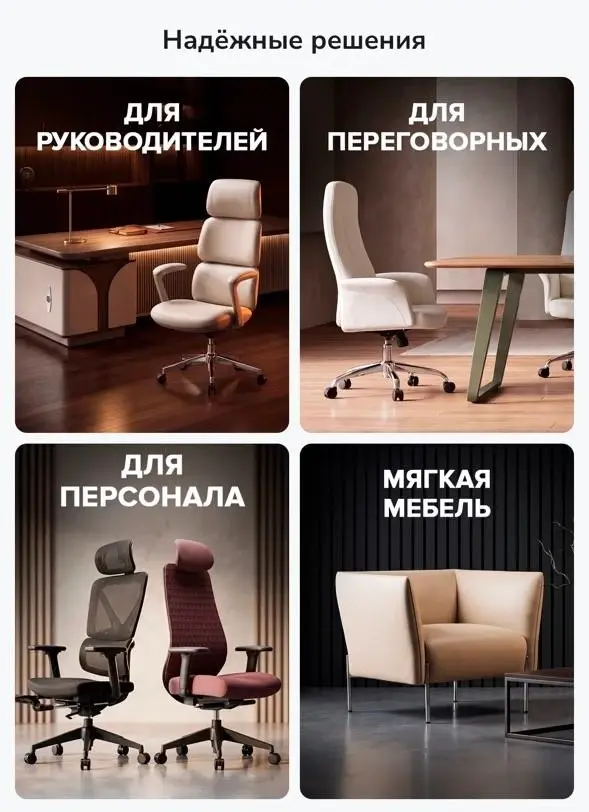 Надёжные решения
ДЛЯ
РУКОВОДИТЕЛЕЙ
ДЛЯ
ПЕРЕГОВОРНЫХ
ДЛЯ
ПЕРСОНАЛА
МЯГКАЯ
МЕБЕЛЬ